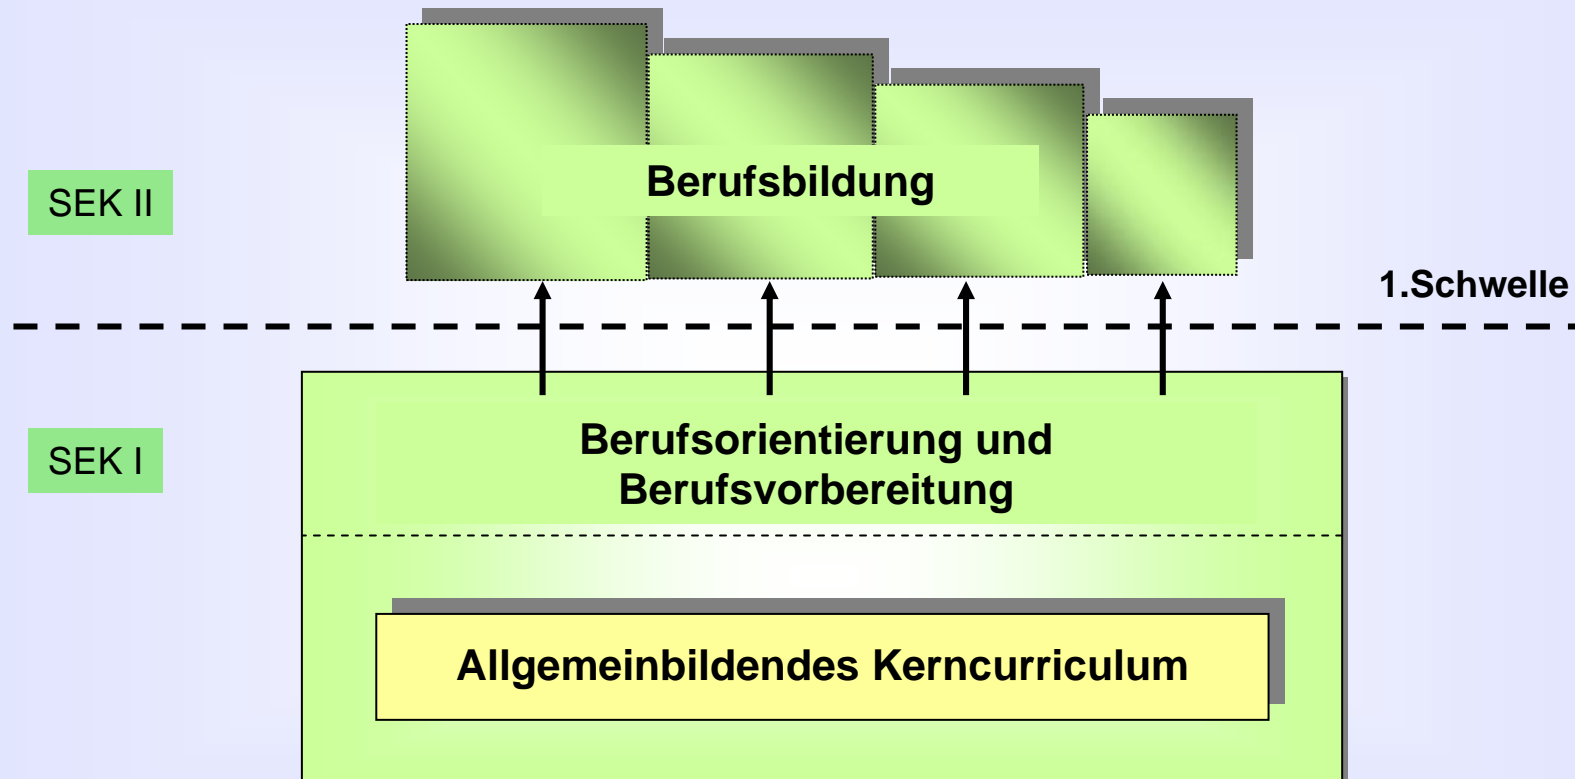 Berufsbildung
SEK II
1.Schwelle
Berufsorientierung und
Berufsvorbereitung
SEK I
Allgemeinbildendes Kerncurriculum